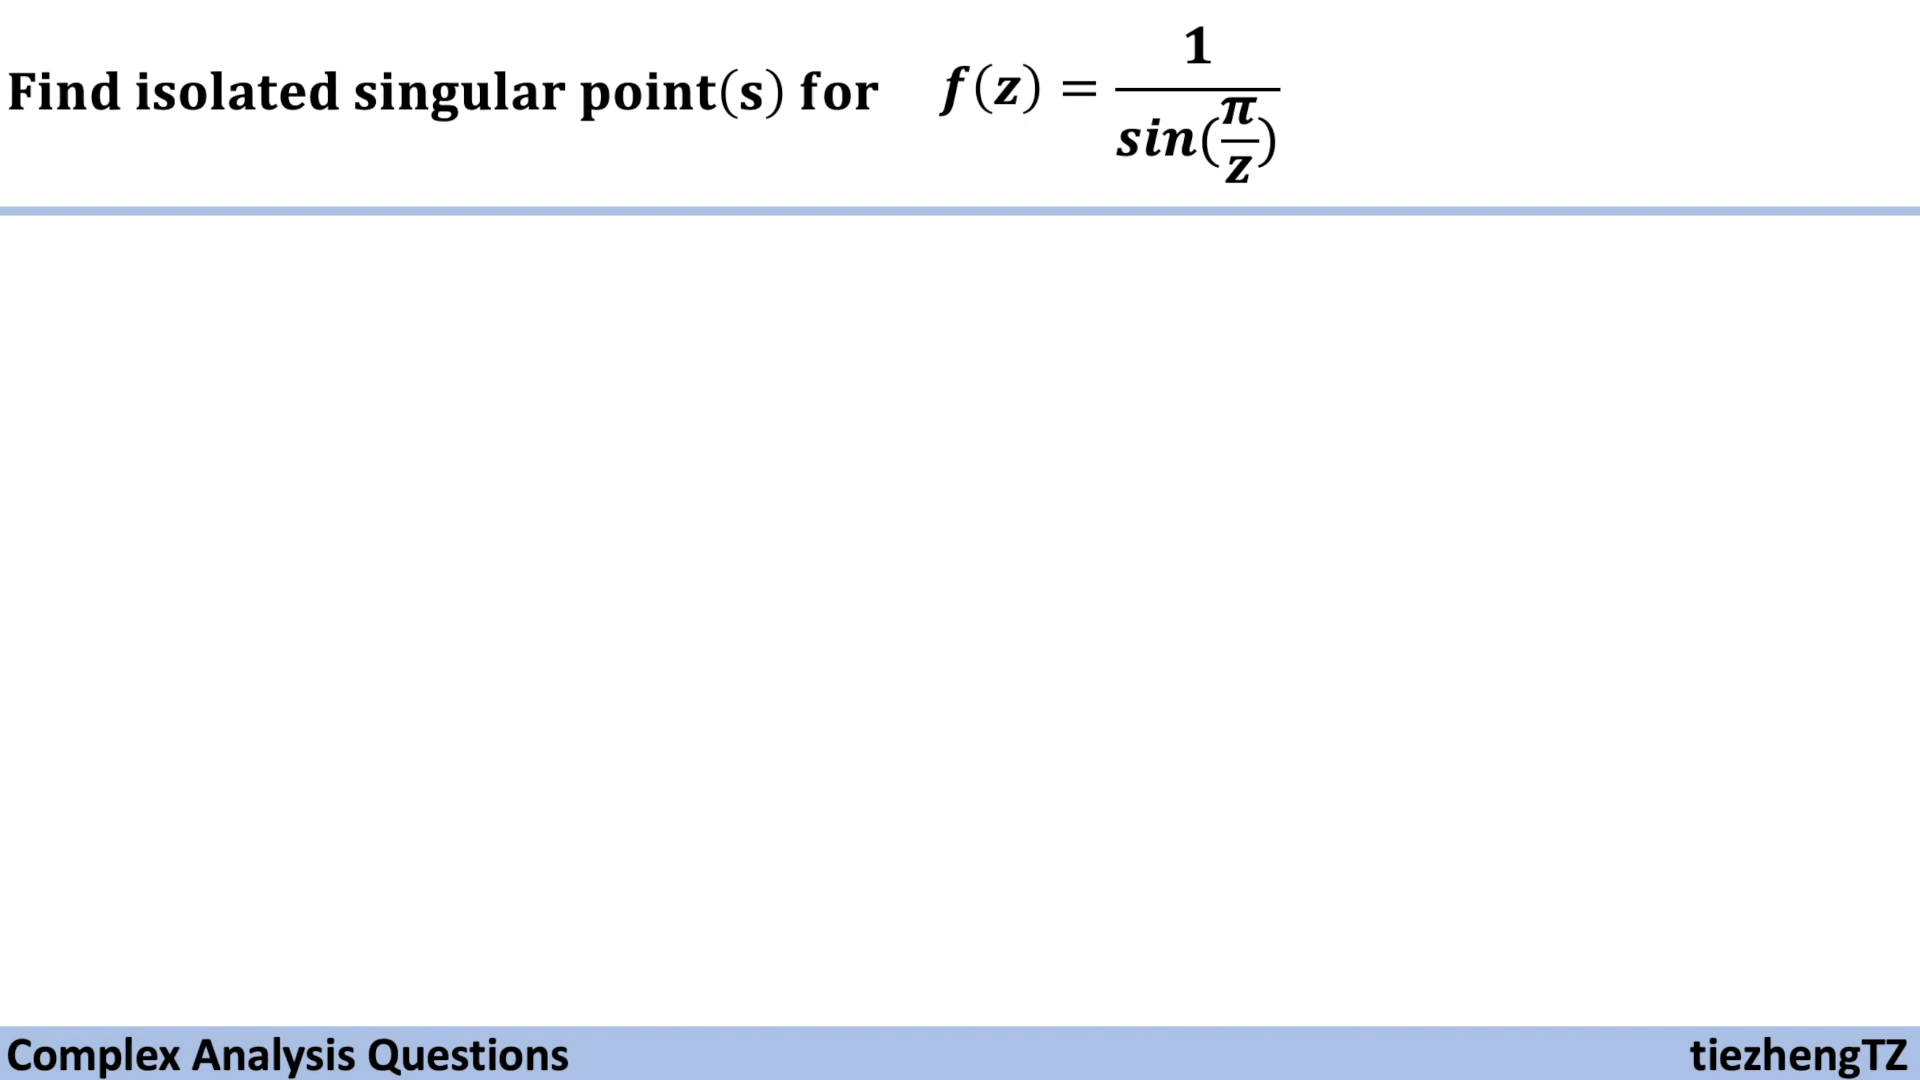 Find isolated singular point(s) for f(z) = 1 / sin(π/z)
Complex Analysis Questions
tiezhengTZ